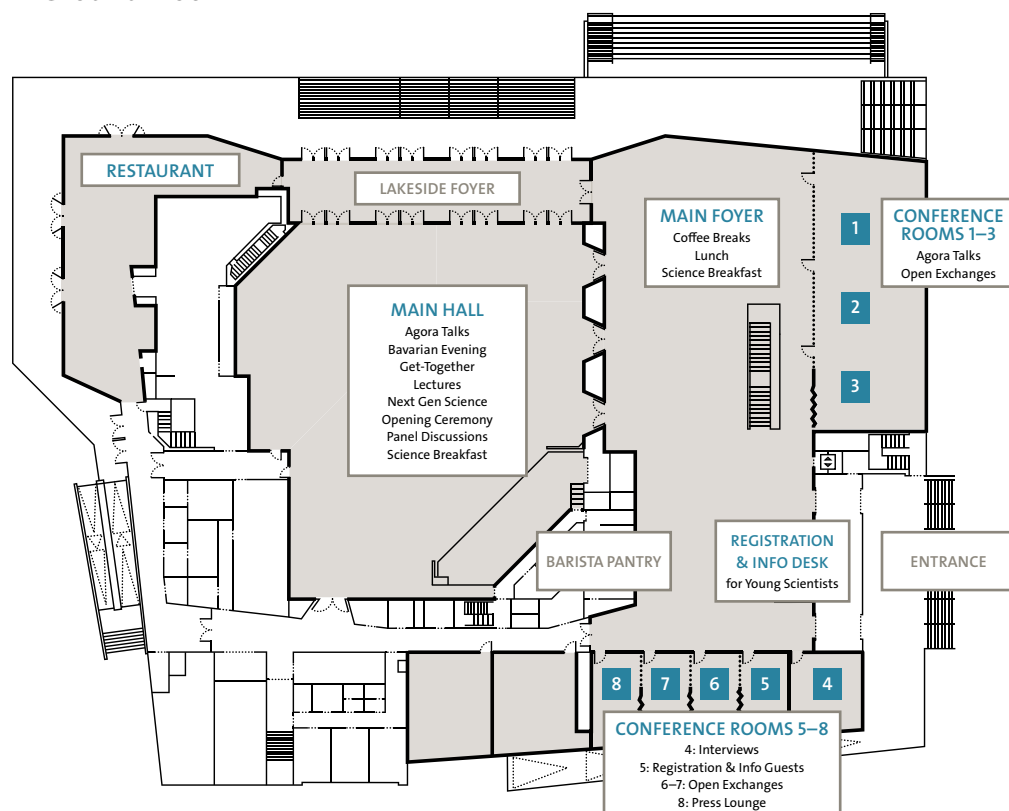 RESTAURANT
LAKESIDE FOYER
MAIN FOYER
Coffee Breaks
Lunch
Science Breakfast
1
CONFERENCE
ROOMS 1–3
Agora Talks
Open Exchanges
2
3
MAIN HALL
Agora Talks
Bavarian Evening
Get-Together
Lectures
Next Gen Science
Opening Ceremony
Panel Discussions
Science Breakfast
BARISTA PANTRY
REGISTRATION
& INFO DESK
for Young Scientists
ENTRANCE
8 7 6 5 4
CONFERENCE ROOMS 5–8
4: Interviews
5: Registration & Info Guests
6–7: Open Exchanges
8: Press Lounge